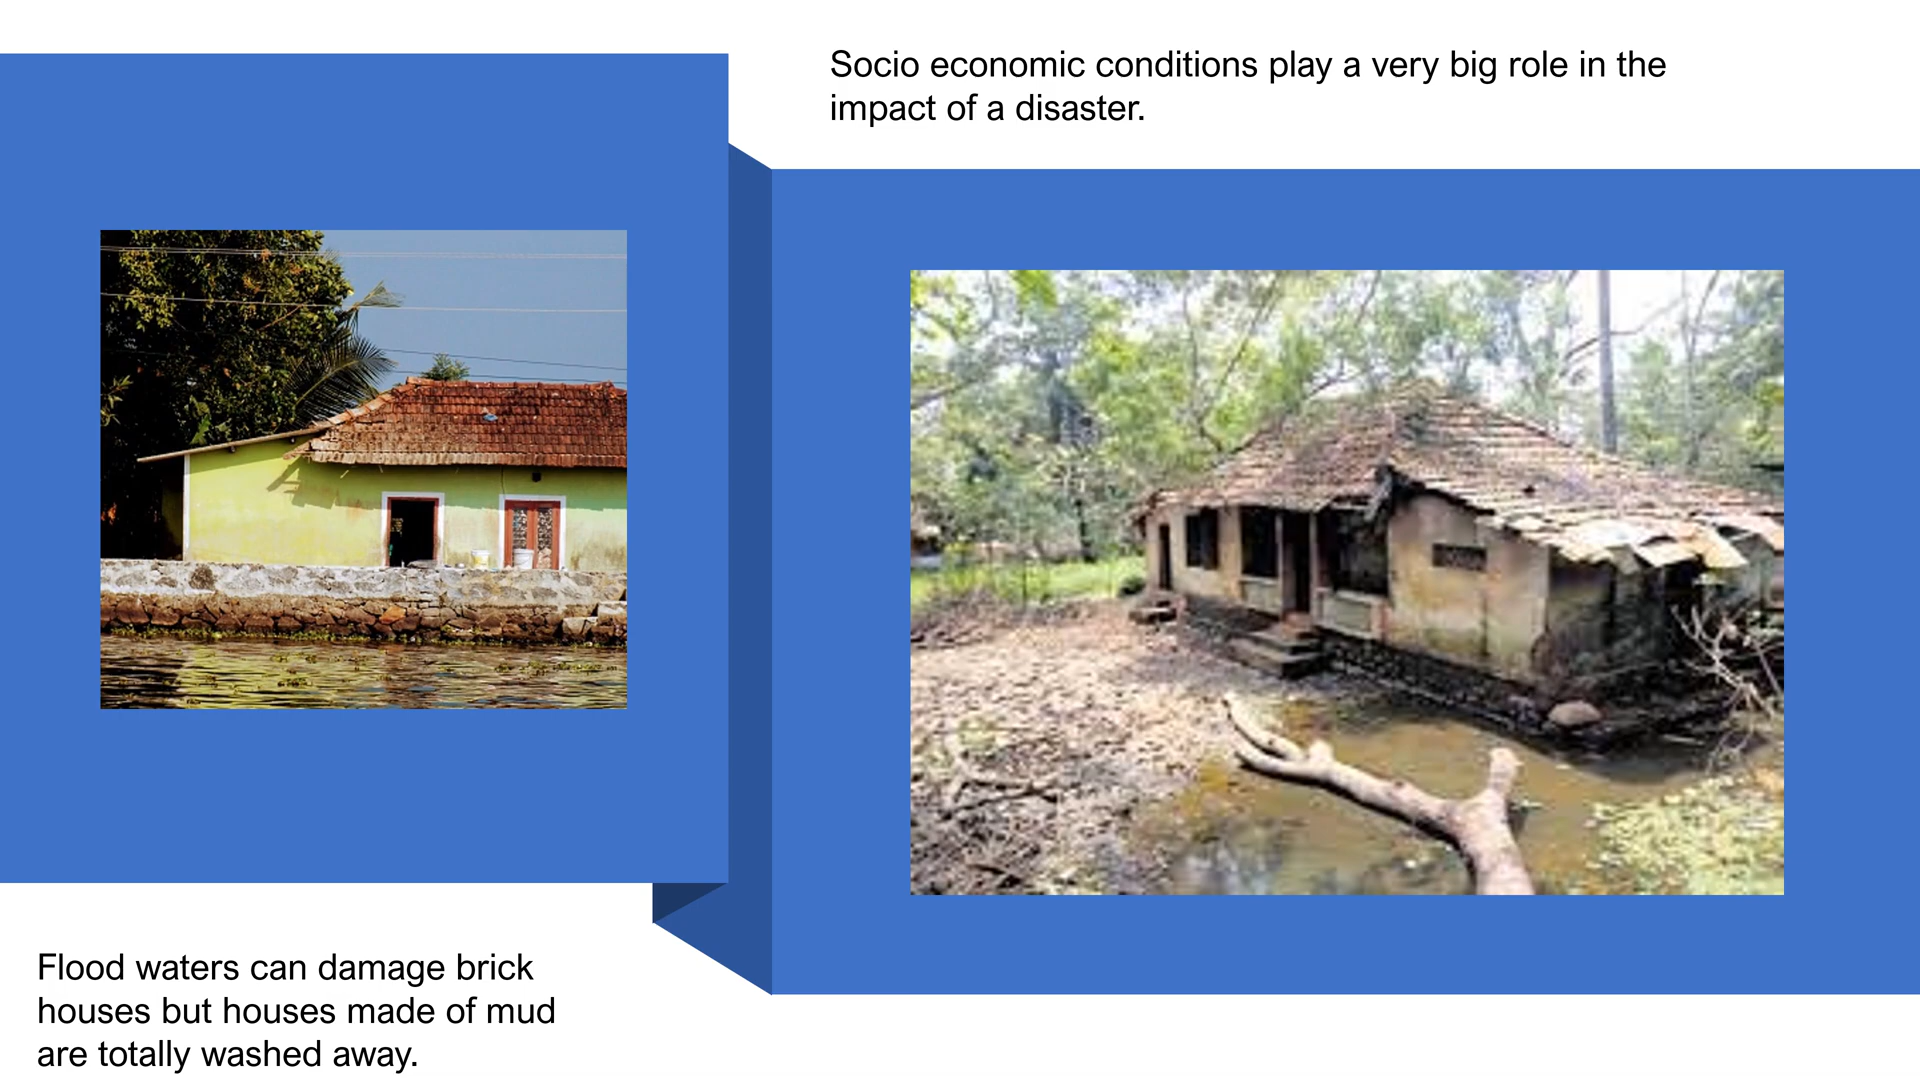 Socio economic conditions play a very big role in the
impact of a disaster.
Flood waters can damage brick
houses but houses made of mud
are totally washed away.